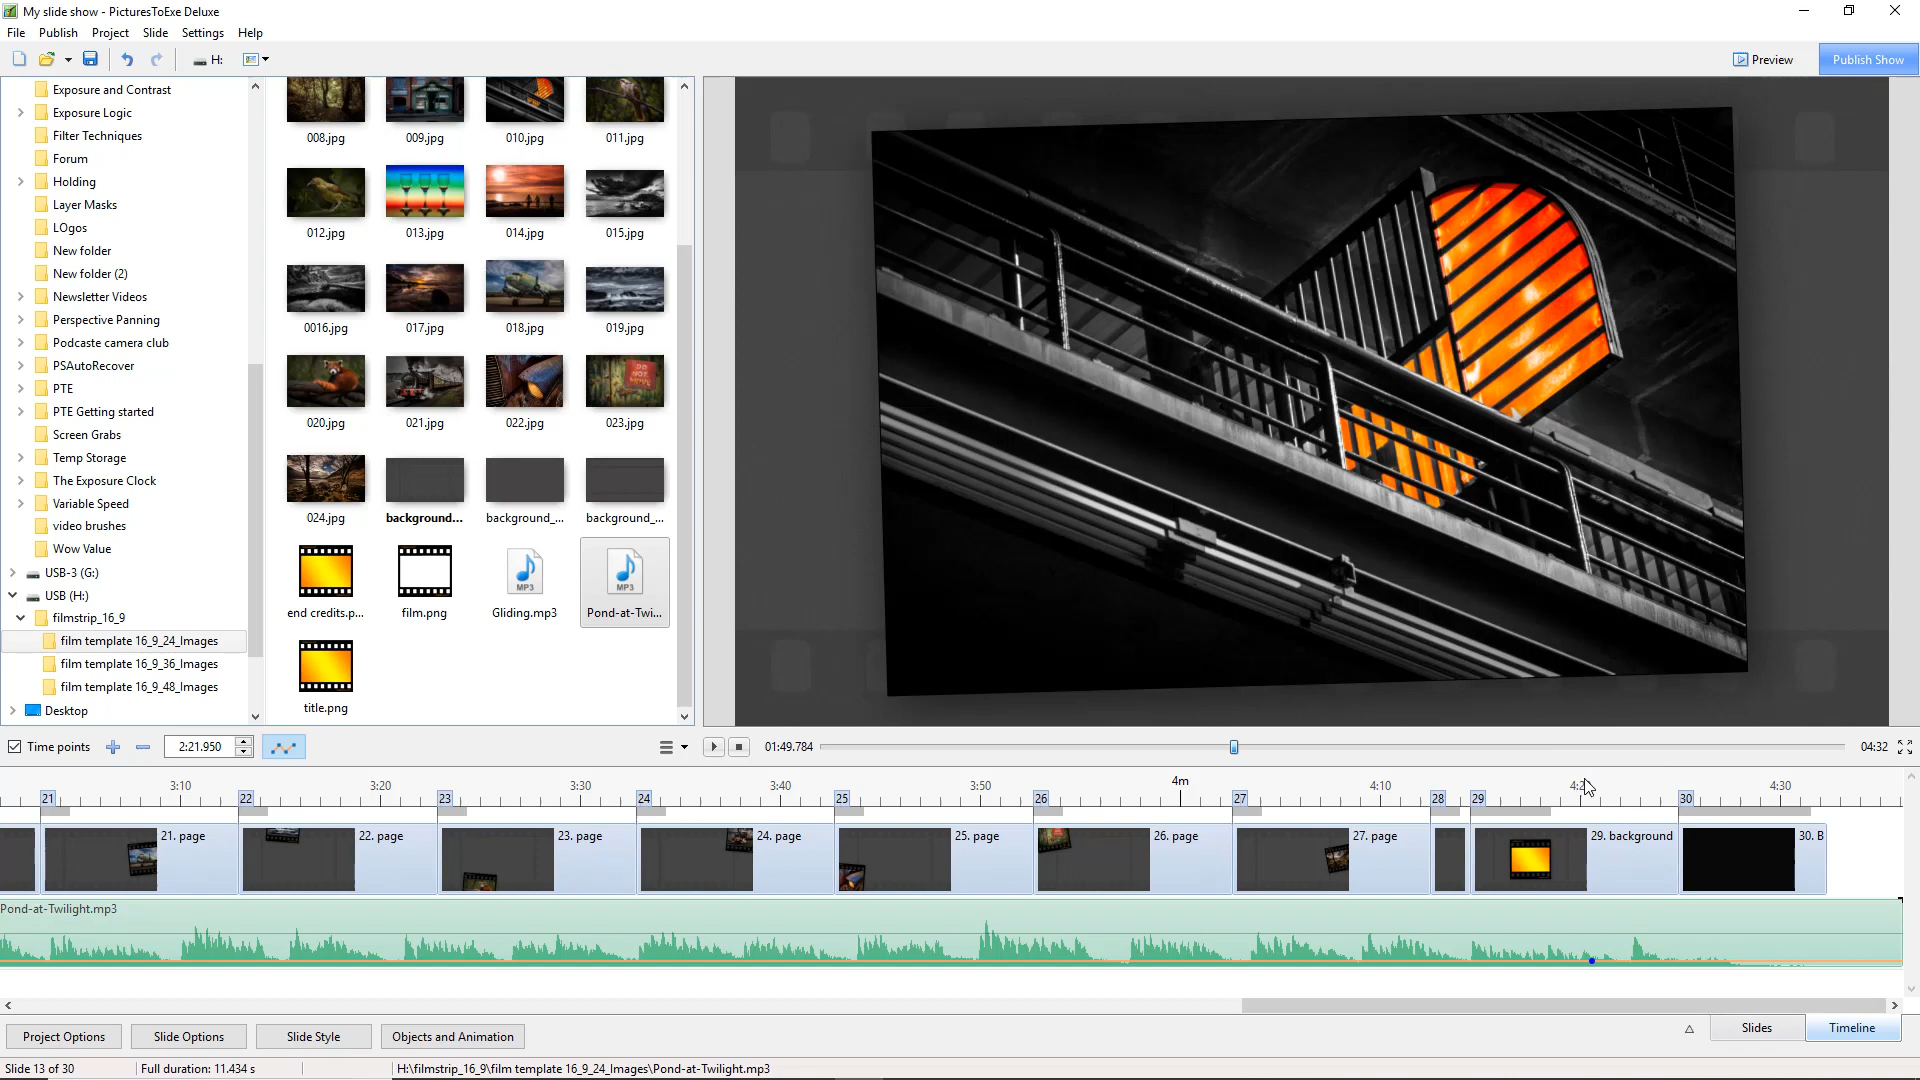 My slide show - PicturesToExe Deluxe
File Publish Project Slide Settings Help
H: Preview Publish Show
Exposure and Contrast
Exposure Logic
Filter Techniques
Forum
Holding
Layer Masks
LOgos
New folder
New folder (2)
Newsletter Videos
Perspective Panning
Podcaste camera club
PSAutoRecover
PTE
PTE Getting started
Screen Grabs
Temp Storage
The Exposure Clock
Variable Speed
video brushes
Wow Value
USB-3 (G:)
USB (H:)
filmstrip_16_9
film template 16_9_24_Images
film template 16_9_36_Images
film template 16_9_48_Images
Desktop
008.jpg 009.jpg 010.jpg 011.jpg
012.jpg 013.jpg 014.jpg 015.jpg
0016.jpg 017.jpg 018.jpg 019.jpg
DO NOT MOVE
020.jpg 021.jpg 022.jpg 023.jpg
024.jpg background... background_... background_...
MP3 MP3
end credits.p... film.png Gliding.mp3 Pond-at-Twi...
title.png
Time points 2:21.950 01:49.784 04:32
3:10 3:20 3:30 3:40 3:50 4m 4:10 4:30
21 22 23 24 25 26 27 28 29 30
21. page 22. page 23. page 24. page 25. page 26. page 27. page 29. background 30. B
Pond-at-Twilight.mp3
Project Options Slide Options Slide Style Objects and Animation Slides Timeline
Slide 13 of 30 Full duration: 11.434 s H:\filmstrip_16_9\film template 16_9_24_Images\Pond-at-Twilight.mp3